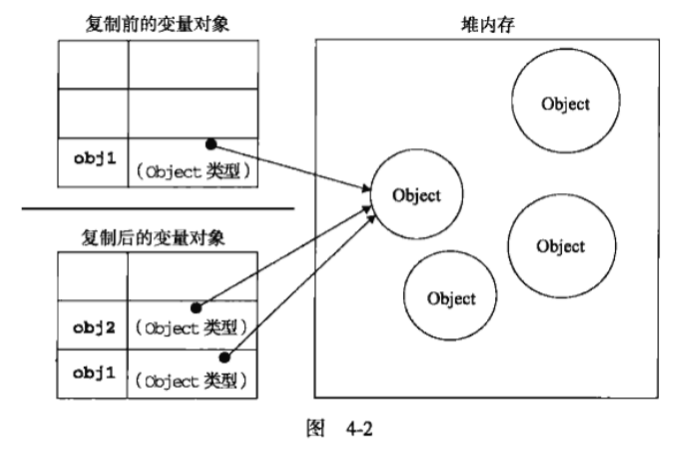 复制前的变量对象
堆内存
obj1
(Object 类型)
Object
Object
Object
Object
复制后的变量对象
obj2
(Object 类型)
obj1
(Object 类型)
图 4-2